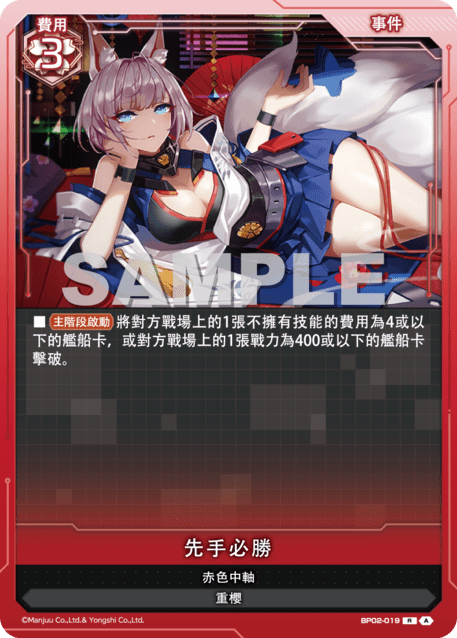 費用
事件
3
SAMPLE
■ 主階段啟動 將對方戰場上的1張不擁有技能的費用為4或以
下的艦船卡，或對方戰場上的1張戰力為400或以下的艦船卡
擊破。
先手必勝
赤色中軸
重櫻
©Manjuu Co.,Ltd.& Yongshi Co.,Ltd.
BP02-019 R A